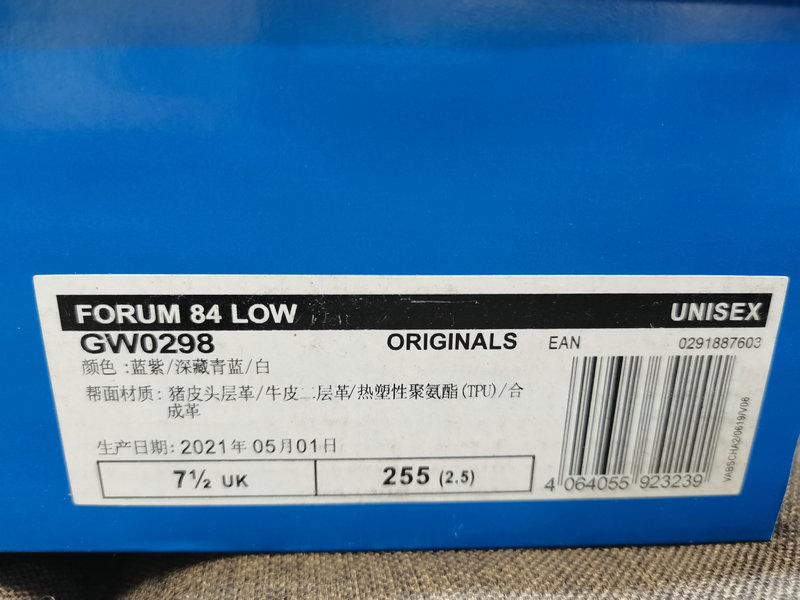 FORUM 84 LOW UNISEX
GW0298 ORIGINALS EAN 0291887603
颜色:蓝紫/深藏青蓝/白
帮面材质:猪皮头层革/牛皮二层革/热塑性聚氨酯(TPU)/合
成革
生产日期:2021年05月01日
7½ UK 255 (2.5)
4 064055 923239
VABSCHA2/0619/V06